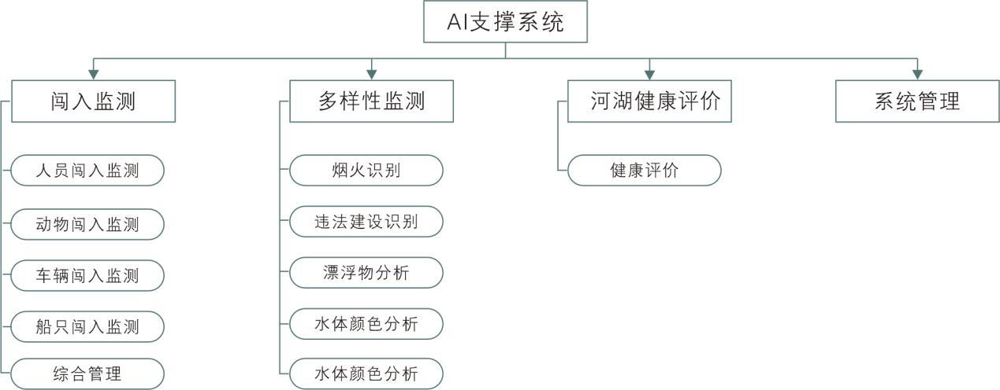 AI支撑系统
闯入监测
多样性监测
河湖健康评价
系统管理
人员闯入监测
动物闯入监测
车辆闯入监测
船只闯入监测
综合管理
烟火识别
违法建设识别
漂浮物分析
水体颜色分析
水体颜色分析
健康评价